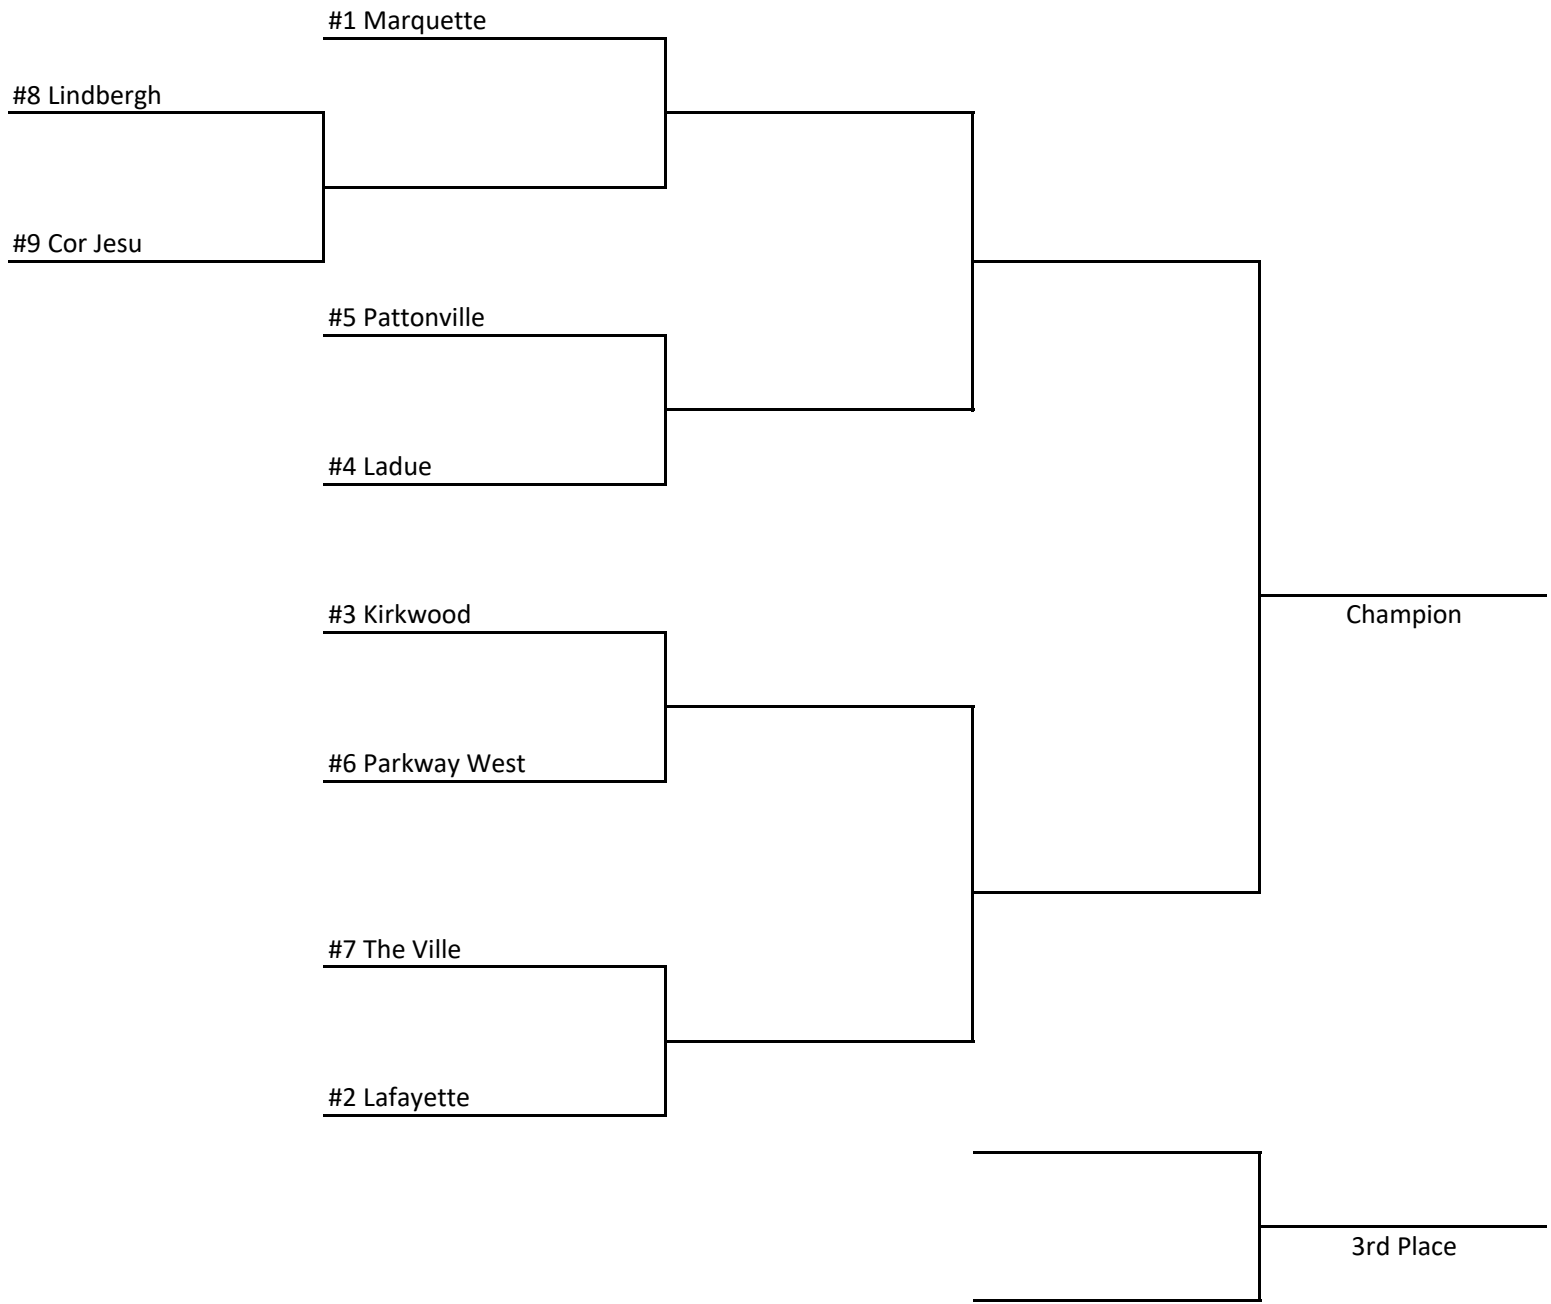 #1 Marquette
#8 Lindbergh
#9 Cor Jesu
#5 Pattonville
#4 Ladue
#3 Kirkwood
Champion
#6 Parkway West
#7 The Ville
#2 Lafayette
3rd Place